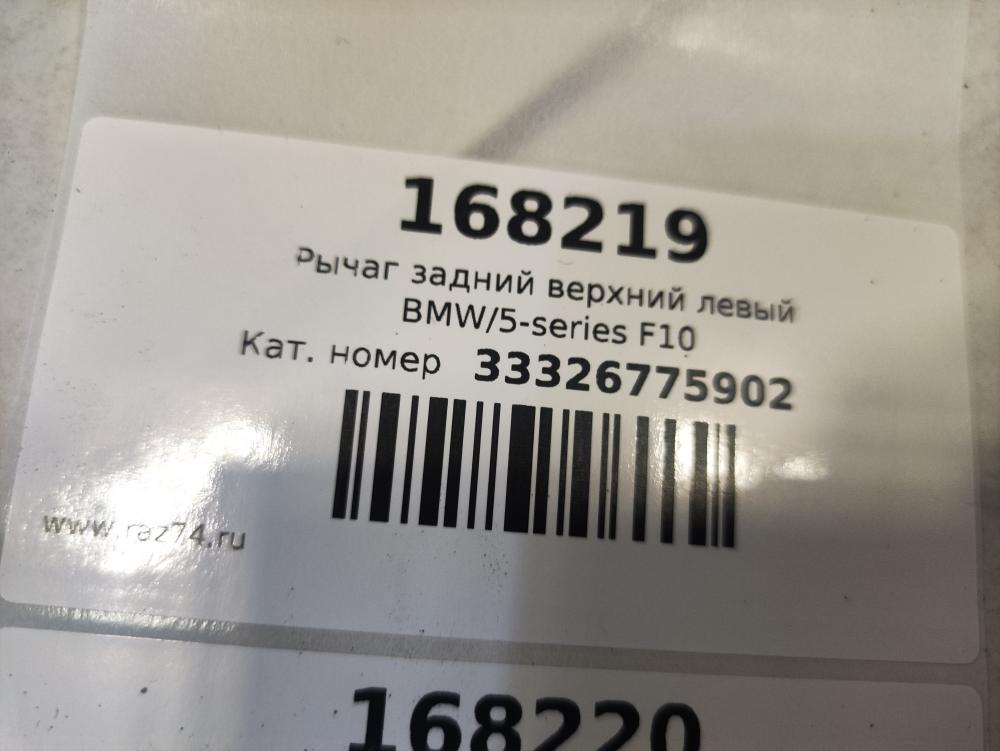 168219
Рычаг задний верхний левый
BMW/5-series F10
Кат. номер 33326775902
www.raz74.ru
168220